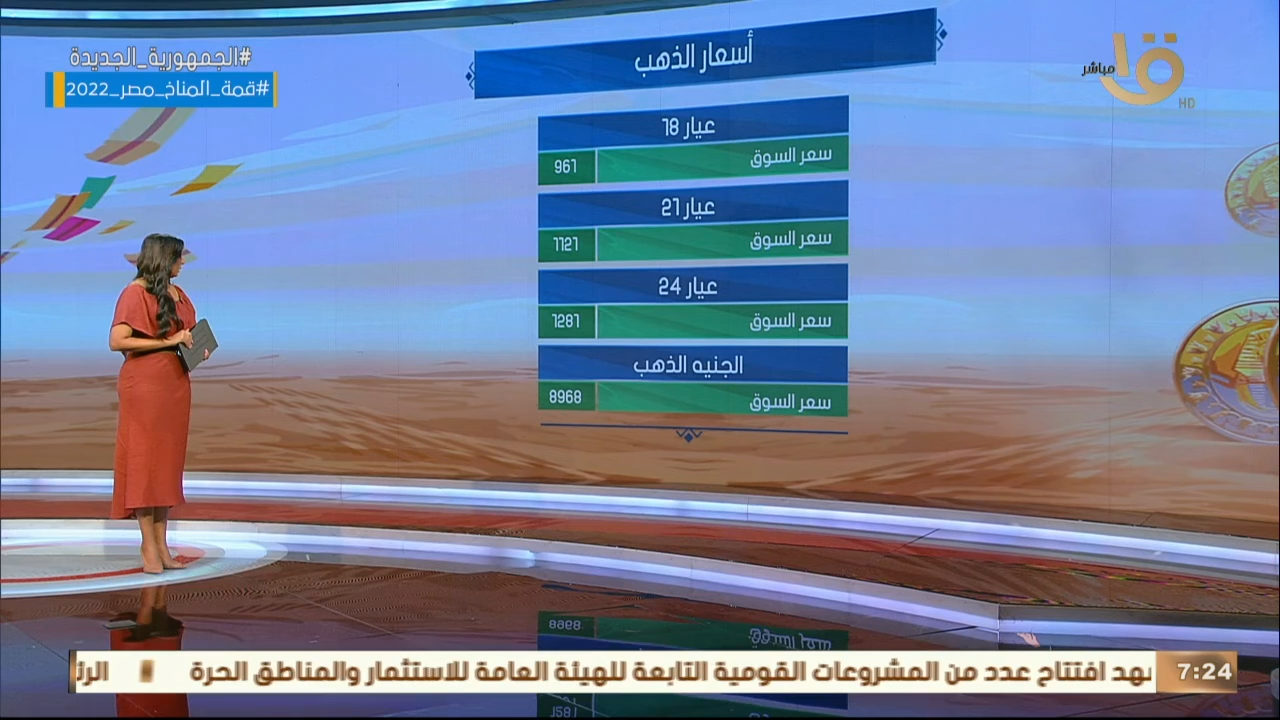 #الجمهورية_الجديدة
#قمة_المناخ_مصر_2022
مباشر
HD
أسعار الذهب
عيار 18
سعر السوق 961
عيار 21
سعر السوق 1121
عيار 24
سعر السوق 1281
الجنيه الذهب
سعر السوق 8968
7:24
افتتاح عدد من المشروعات القومية التابعة للهيئة العامة للاستثمار والمناطق الحرة